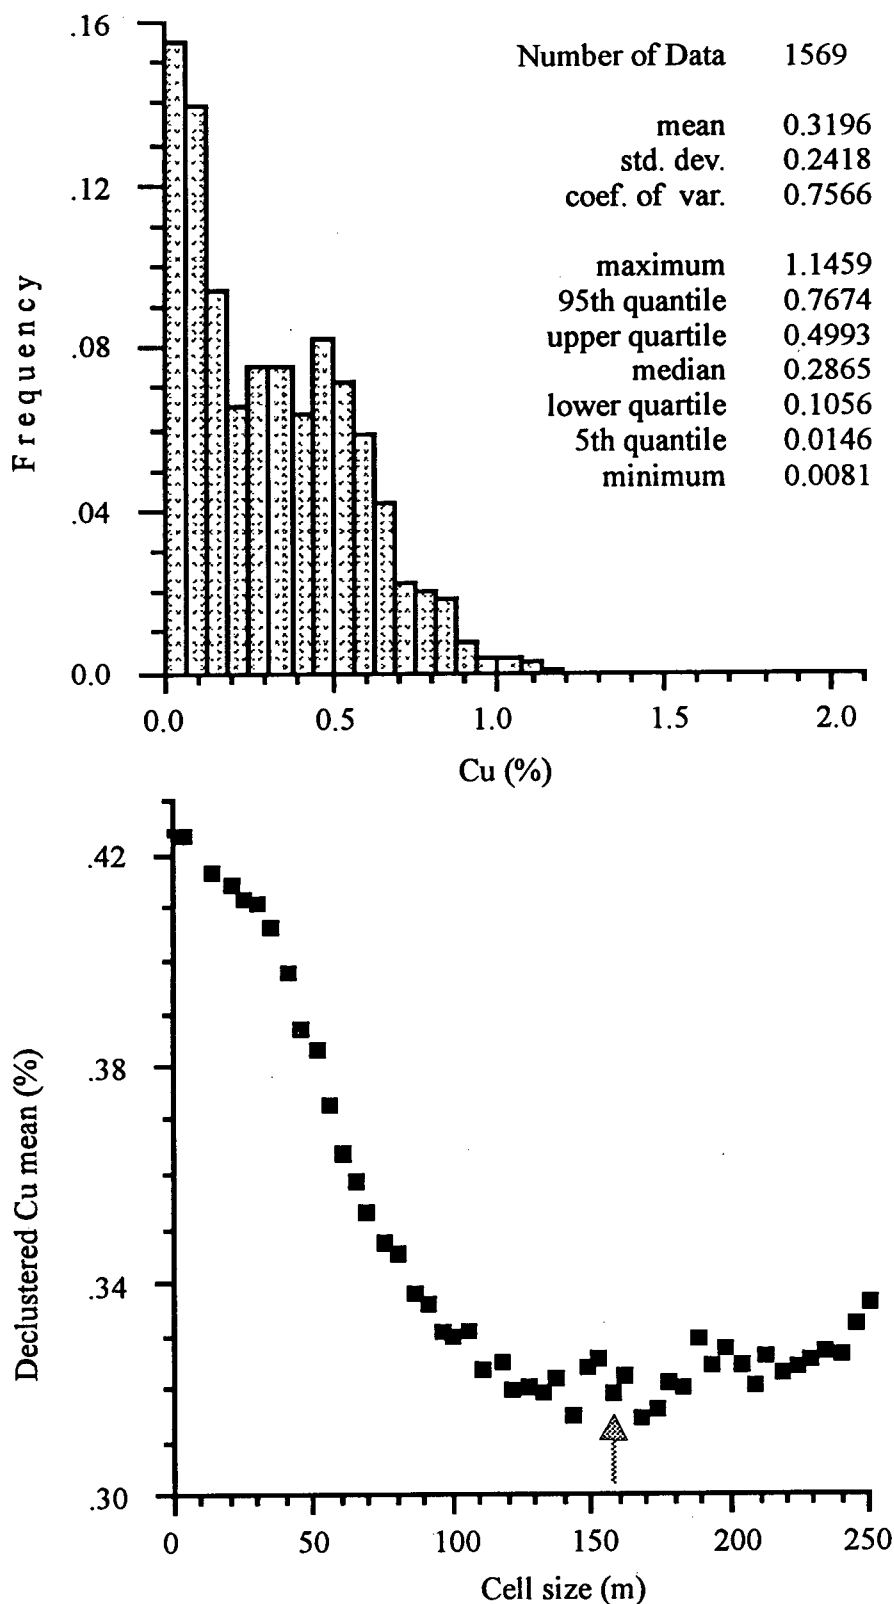 .16
.12
.08
.04
0.0
Frequency
Number of Data 1569
mean 0.3196
std. dev. 0.2418
coef. of var. 0.7566
maximum 1.1459
95th quantile 0.7674
upper quartile 0.4993
median 0.2865
lower quartile 0.1056
5th quantile 0.0146
minimum 0.0081
0.0 0.5 1.0 1.5 2.0
Cu (%)
.42
.38
.34
.30
Declustered Cu mean (%)
0 50 100 150 200 250
Cell size (m)